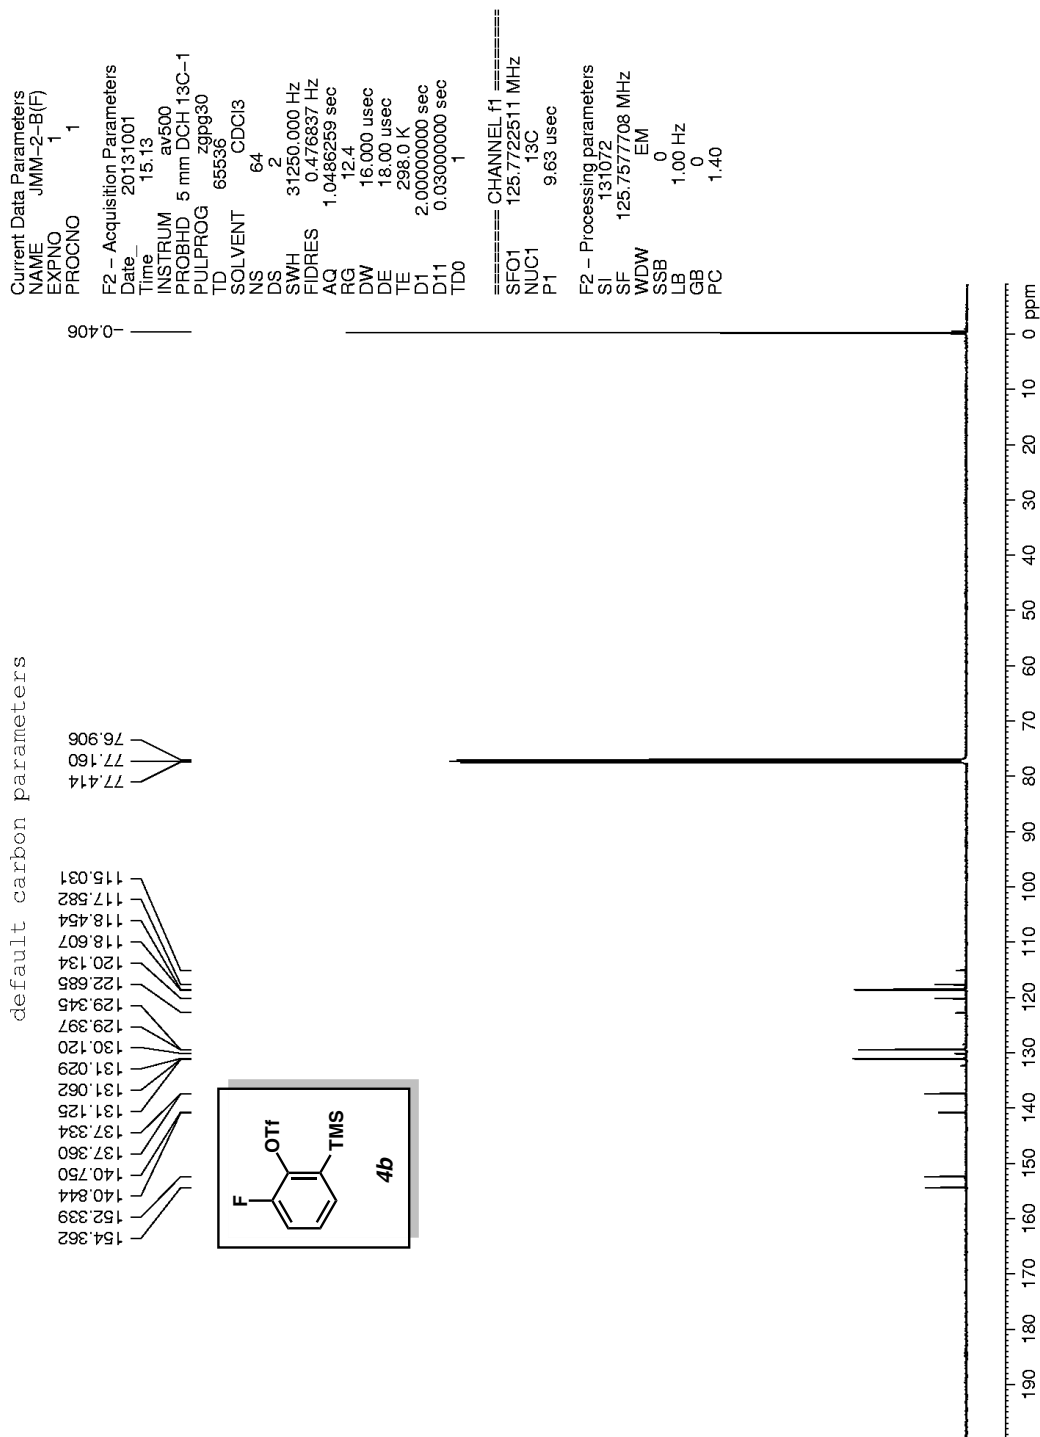 Current Data Parameters
NAME JMM-2-B(F)
EXPNO 1
PROCNO 1
F2 - Acquisition Parameters
Date_ 20131001
Time 15.13
INSTRUM av500
PROBHD 5 mm DCH 13C-1
PULPROG zgpg30
TD 65536
SOLVENT CDCl3
NS 64
DS 2
SWH 31250.000 Hz
FIDRES 0.476837 Hz
AQ 1.0486259 sec
RG 12.4
DW 16.000 usec
DE 18.00 usec
TE 298.0 K
D1 2.00000000 sec
D11 0.03000000 sec
TD0 1
======== CHANNEL f1 ========
SFO1 125.7722511 MHz
NUC1 13C
P1 9.63 usec
F2 - Processing parameters
SI 131072
SF 125.7577708 MHz
WDW EM
SSB 0
LB 1.00 Hz
GB 0
PC 1.40
default carbon parameters
154.362
152.339
140.844
140.750
137.360
137.334
131.125
131.062
131.029
130.120
129.397
129.345
122.685
120.134
118.607
118.454
117.582
115.031
77.414
77.160
76.906
-0.406
F
OTf
TMS
4b
190 180 170 160 150 140 130 120 110 100 90 80 70 60 50 40 30 20 10 0 ppm